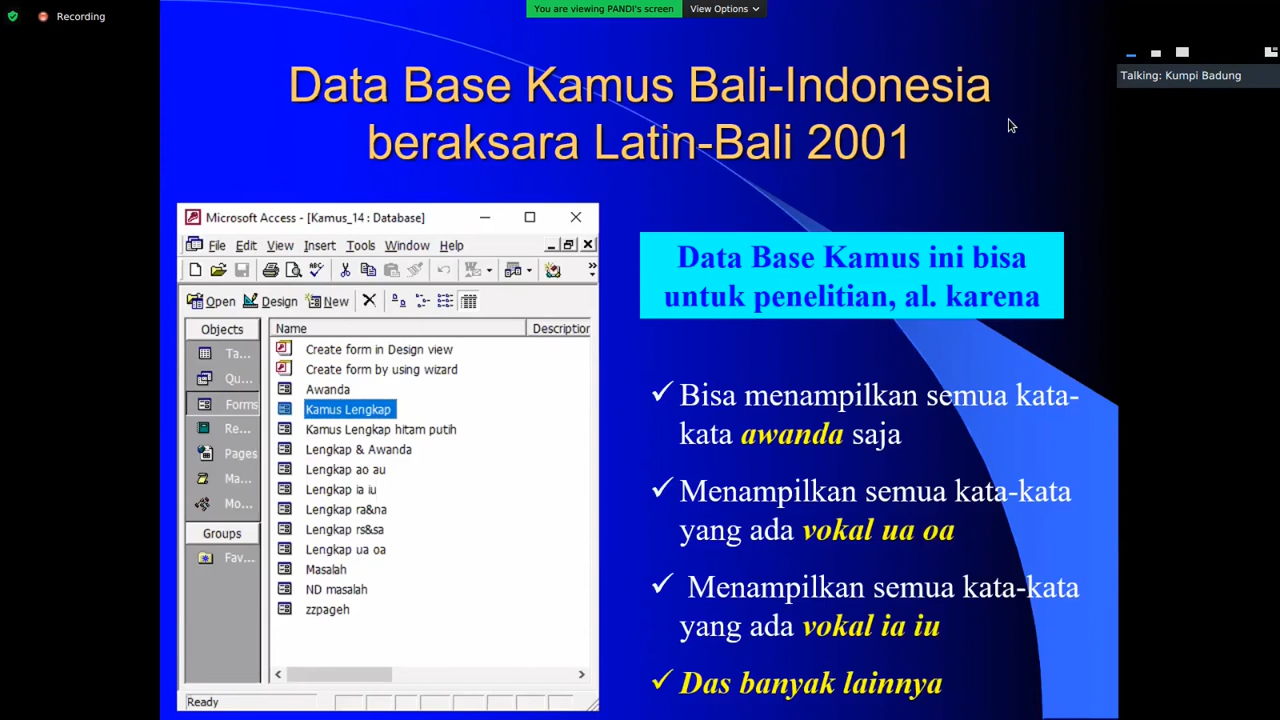 Recording
You are viewing PANDI's screen
View Options
Talking: Kumpi Badung
Data Base Kamus Bali-Indonesia
beraksara Latin-Bali 2001
Microsoft Access - [Kamus_14 : Database]
File Edit View Insert Tools Window Help
Open Design New
Objects
Ta...
Qu...
Forms
Re...
Pages
Ma...
Mo...
Groups
Fav...
Name Description
Create form in Design view
Create form by using wizard
Awanda
Kamus Lengkap
Kamus Lengkap hitam putih
Lengkap & Awanda
Lengkap ao au
Lengkap ia iu
Lengkap ra&na
Lengkap rs&sa
Lengkap ua oa
Masalah
ND masalah
zzpageh
Ready
Data Base Kamus ini bisa
untuk penelitian, al. karena
Bisa menampilkan semua kata-
kata awanda saja
Menampilkan semua kata-kata
yang ada vokal ua oa
Menampilkan semua kata-kata
yang ada vokal ia iu
Das banyak lainnya